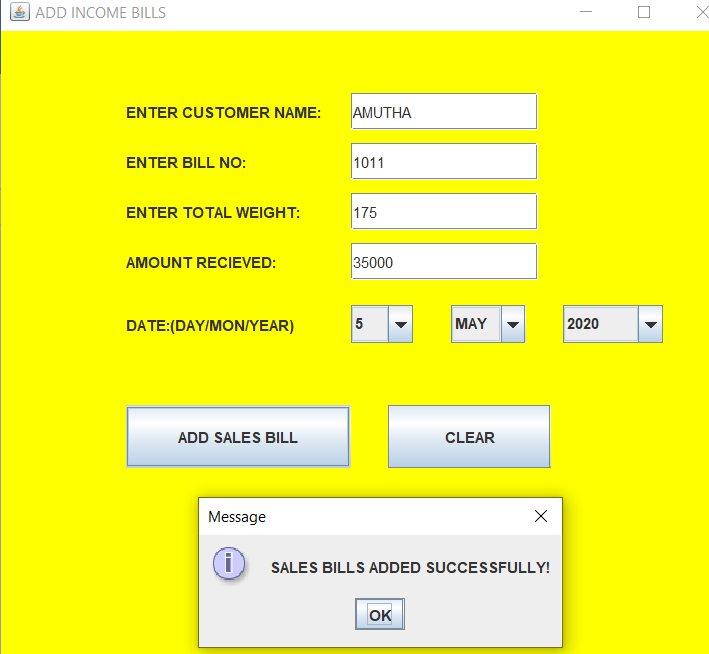 ADD INCOME BILLS
ENTER CUSTOMER NAME: AMUTHA
ENTER BILL NO: 1011
ENTER TOTAL WEIGHT: 175
AMOUNT RECIEVED: 35000
DATE:(DAY/MON/YEAR) 5 MAY 2020
ADD SALES BILL CLEAR
Message
SALES BILLS ADDED SUCCESSFULLY!
OK